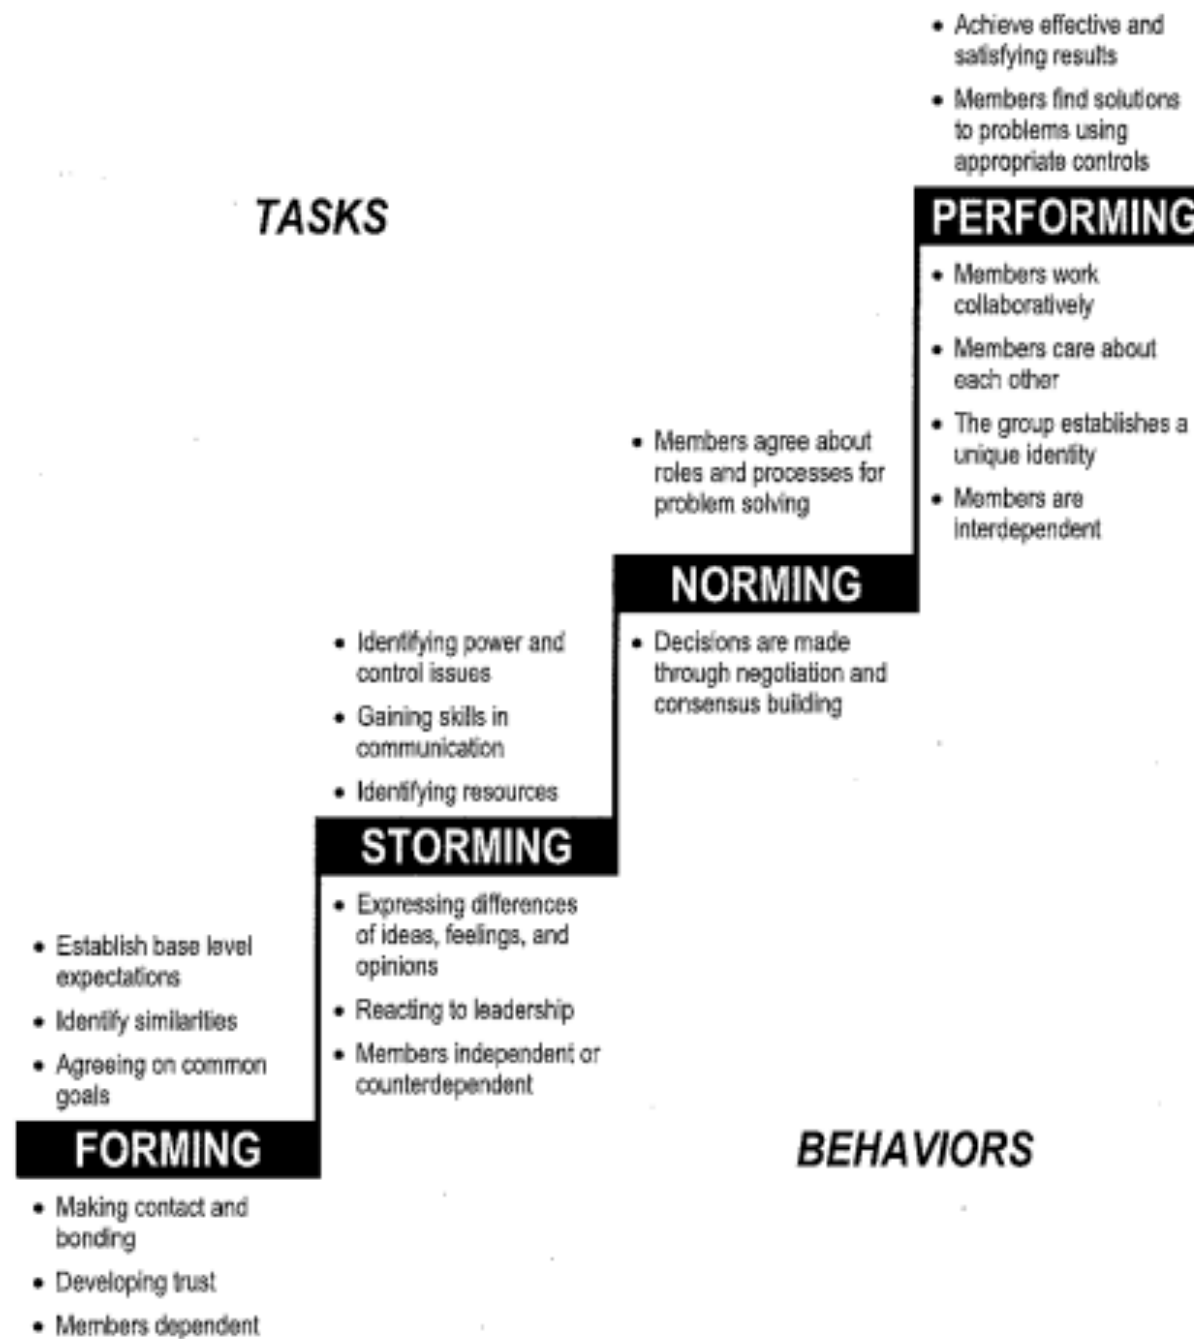 • Achieve effective and
satisfying results
• Members find solutions
to problems using
appropriate controls
TASKS
PERFORMING
• Members work
collaboratively
• Members care about
each other
• The group establishes a
unique identity
• Members are
interdependent
• Members agree about
roles and processes for
problem solving
NORMING
• Decisions are made
through negotiation and
consensus building
• Identifying power and
control issues
• Gaining skills in
communication
• Identifying resources
STORMING
• Expressing differences
of ideas, feelings, and
opinions
• Reacting to leadership
• Members independent or
counterdependent
• Establish base level
expectations
• Identify similarities
• Agreeing on common
goals
FORMING
• Making contact and
bonding
• Developing trust
• Members dependent
BEHAVIORS